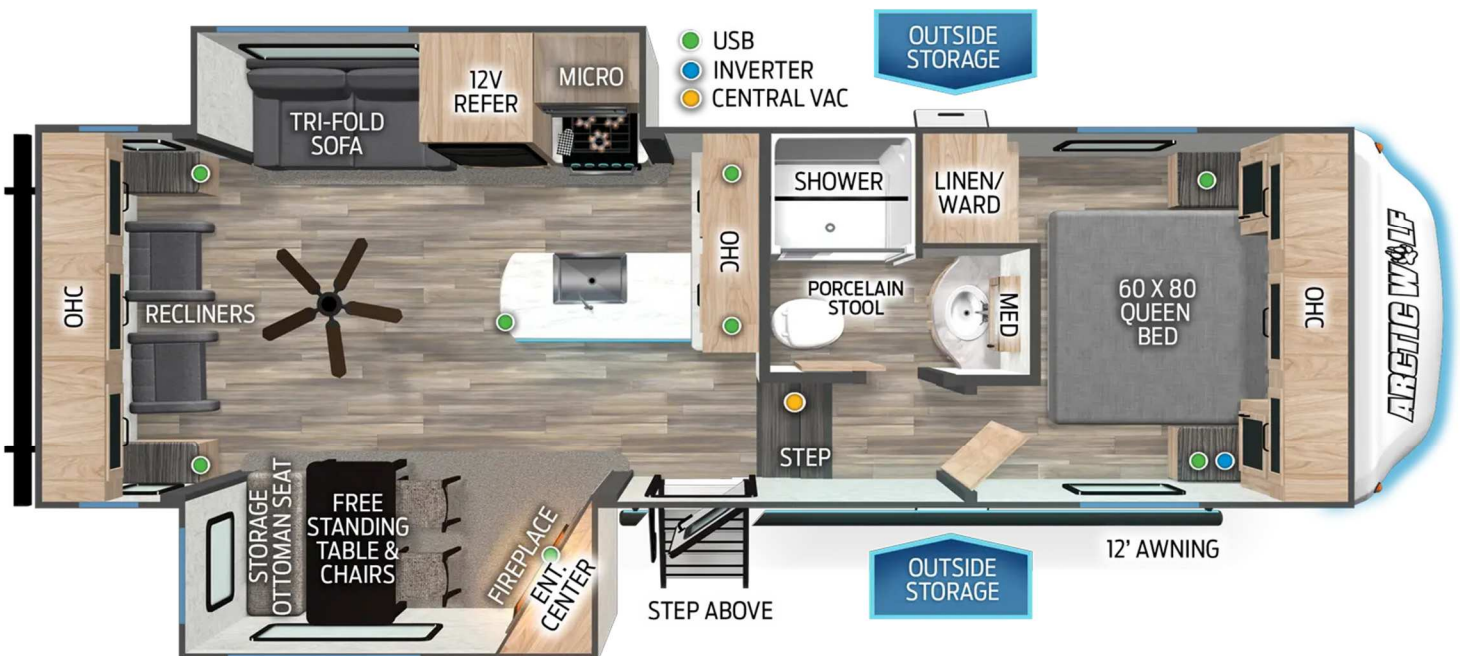 USB
INVERTER
CENTRAL VAC
OUTSIDE
STORAGE
12V
REFER
MICRO
TRI-FOLD
SOFA
SHOWER
LINEN/
WARD
OHC
OHC
RECLINERS
PORCELAIN
STOOL
MED
60 X 80
QUEEN
BED
OHC
ARCTIC WOLF
STEP
STORAGE
OTTOMAN SEAT
FREE
STANDING
TABLE &
CHAIRS
FIREPLACE
ENT.
CENTER
STEP ABOVE
OUTSIDE
STORAGE
12' AWNING